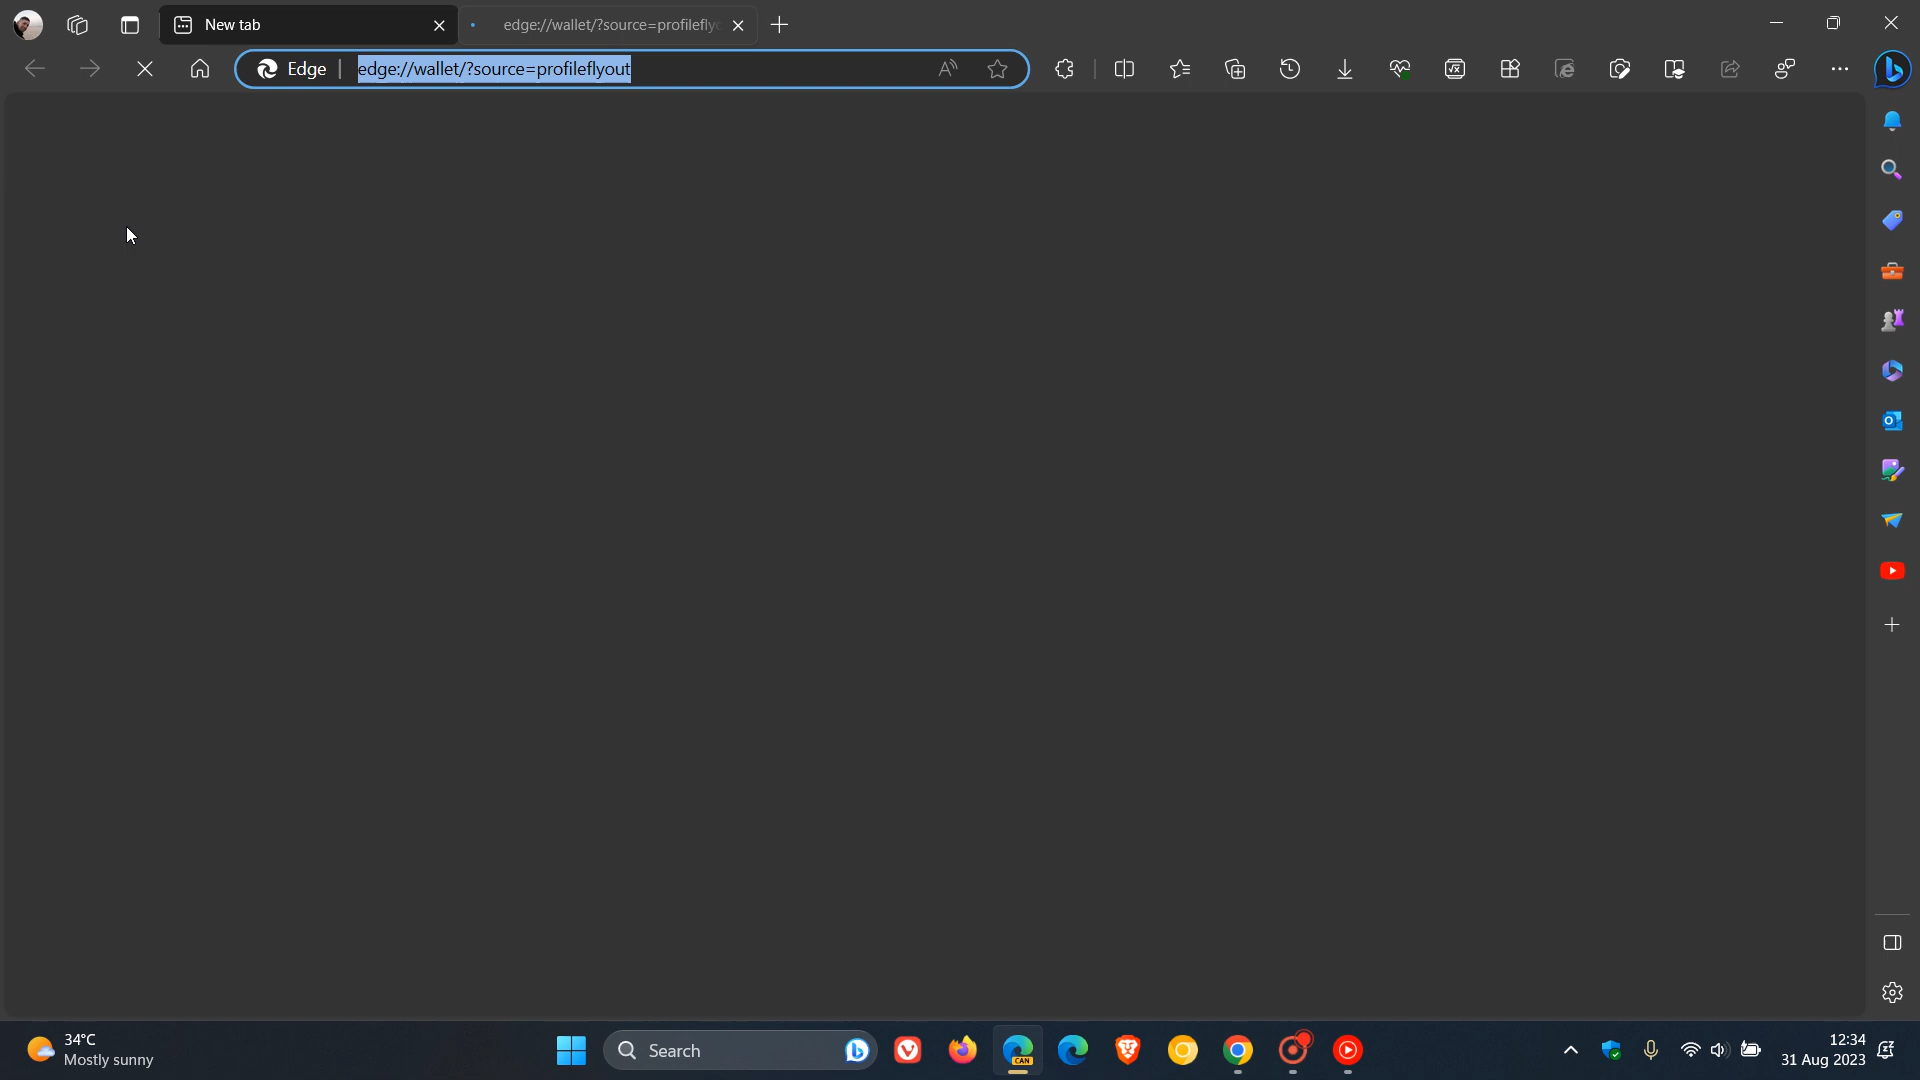 New tab
edge://wallet/?source=profilefly
Edge
edge://wallet/?source=profileflyout
34°C
Mostly sunny
Search
CAN
12:34
31 Aug 2023